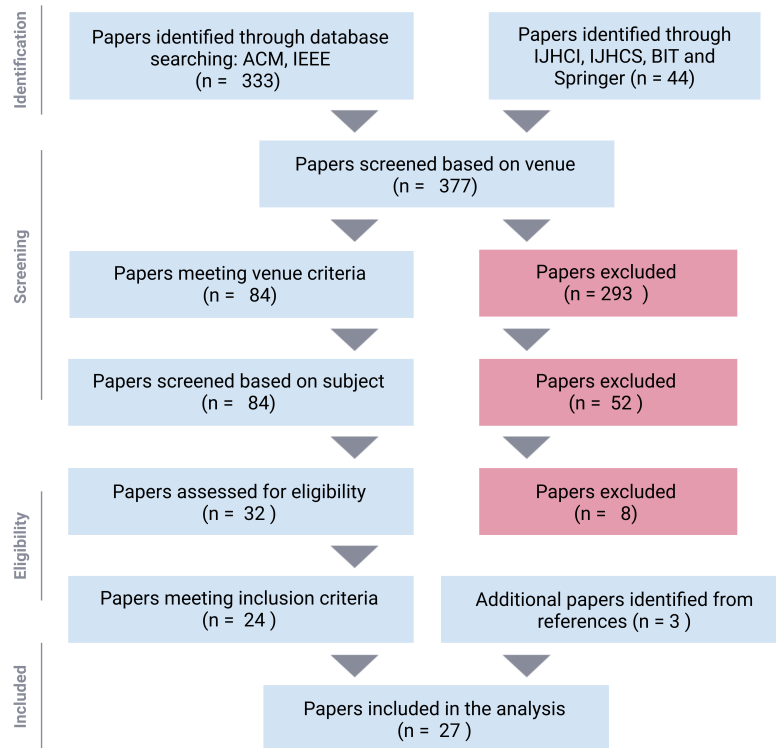 Identification
Papers identified through database
searching: ACM, IEEE
(n = 333)
Papers identified through
IJHCI, IJHCS, BIT and
Springer (n = 44)
Screening
Papers screened based on venue
(n = 377)
Papers meeting venue criteria
(n = 84)
Papers excluded
(n = 293 )
Papers screened based on subject
(n = 84)
Papers excluded
(n = 52 )
Eligibility
Papers assessed for eligibility
(n = 32 )
Papers excluded
(n = 8)
Papers meeting inclusion criteria
(n = 24 )
Additional papers identified from
references (n = 3 )
Included
Papers included in the analysis
(n = 27 )